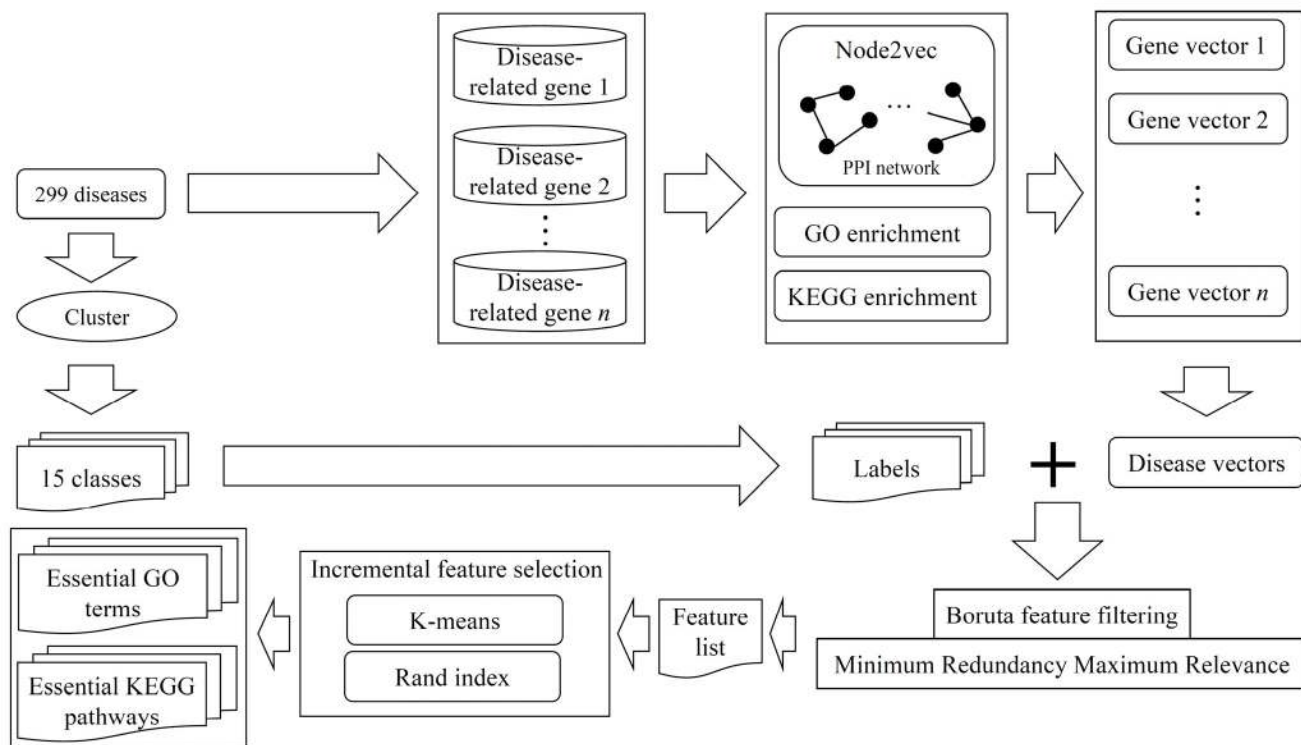 299 diseases
Cluster
15 classes
Disease-
related gene 1
Disease-
related gene 2
⋮
Disease-
related gene n
Node2vec
...
PPI network
GO enrichment
KEGG enrichment
Gene vector 1
Gene vector 2
⋮
Gene vector n
Labels
+
Disease vectors
Boruta feature filtering
Minimum Redundancy Maximum Relevance
Feature
list
Incremental feature selection
K-means
Rand index
Essential GO
terms
Essential KEGG
pathways